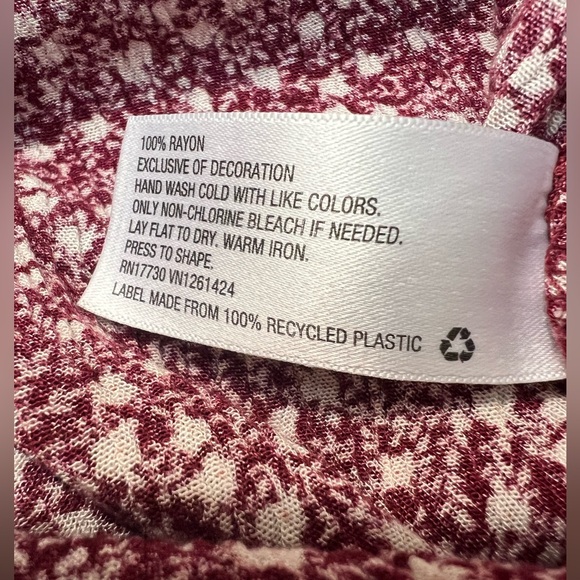 100% RAYON
EXCLUSIVE OF DECORATION
HAND WASH COLD WITH LIKE COLORS.
ONLY NON-CHLORINE BLEACH IF NEEDED.
LAY FLAT TO DRY. WARM IRON.
PRESS TO SHAPE.
RN17730 VN1261424
LABEL MADE FROM 100% RECYCLED PLASTIC